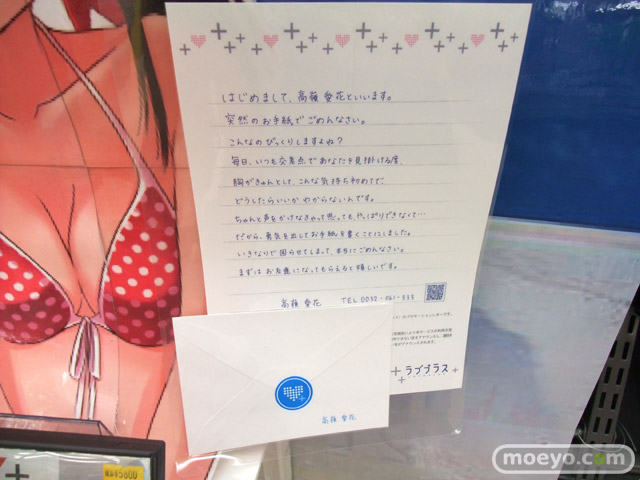 はじめまして、高嶺 愛花といいます。
突然のお手紙でごめんなさい。
こんなのびっくりしますよね?
毎日、いつも交差点であなたを見掛ける度、
胸がきゅんとして、こんな気持ち初めてで、
どうしたらいいかわからないんです。
ちゃんと声をかけなきゃって思っても、やっぱりできなくて…
だから、勇気を出してお手紙を書くことにしました。
いきなりで困らせてしまって、本当にごめんなさい。
まずはお友達になってもらえると嬉しいです。
高嶺 愛花 TEL 0032-
ラブプラス
高嶺 愛花
¥5800
moeyo.com